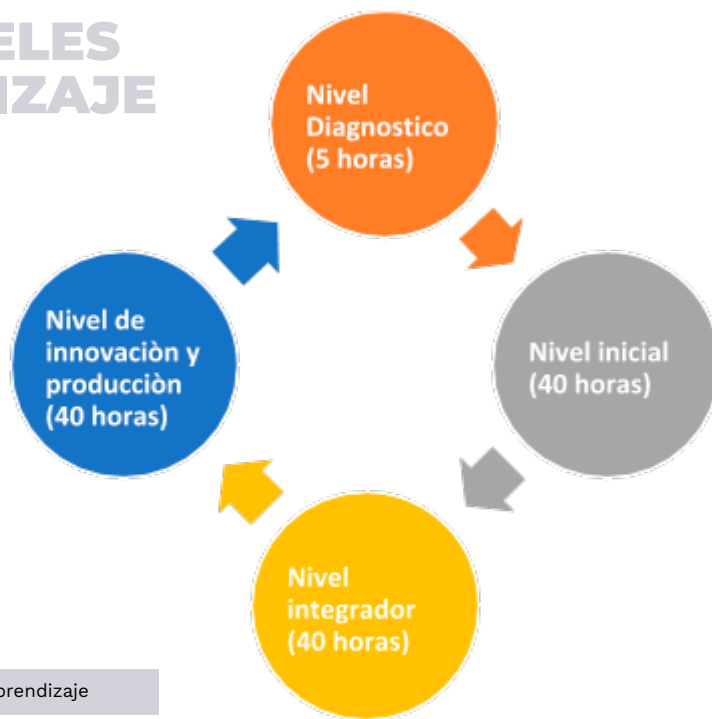 ELES
IZAJE
Nivel
Diagnostico
(5 horas)
Nivel inicial
(40 horas)
Nivel
integrador
(40 horas)
Nivel de
innovaciòn y
producciòn
(40 horas)
prendizaje